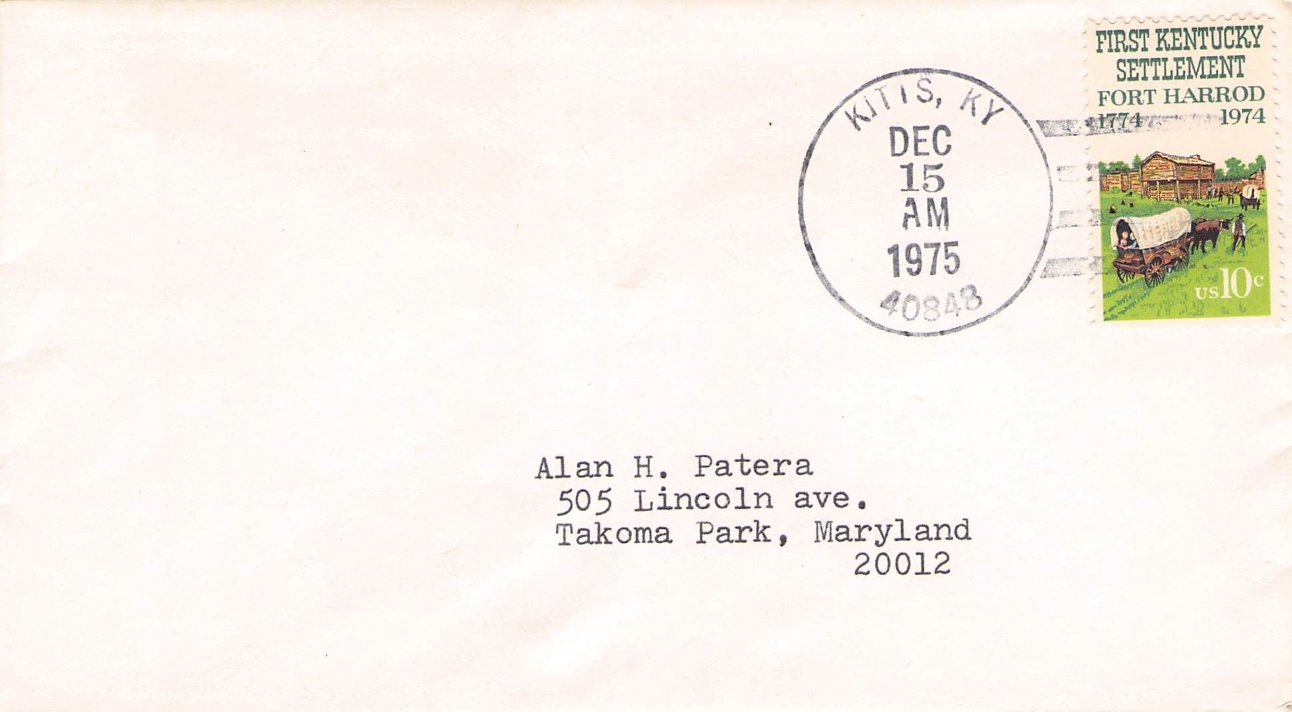 FIRST KENTUCKY
SETTLEMENT
FORT HARROD
1774 1974
US 10c
KITTS, KY
DEC
15
AM
1975
40848
Alan H. Patera
505 Lincoln ave.
Takoma Park, Maryland
20012